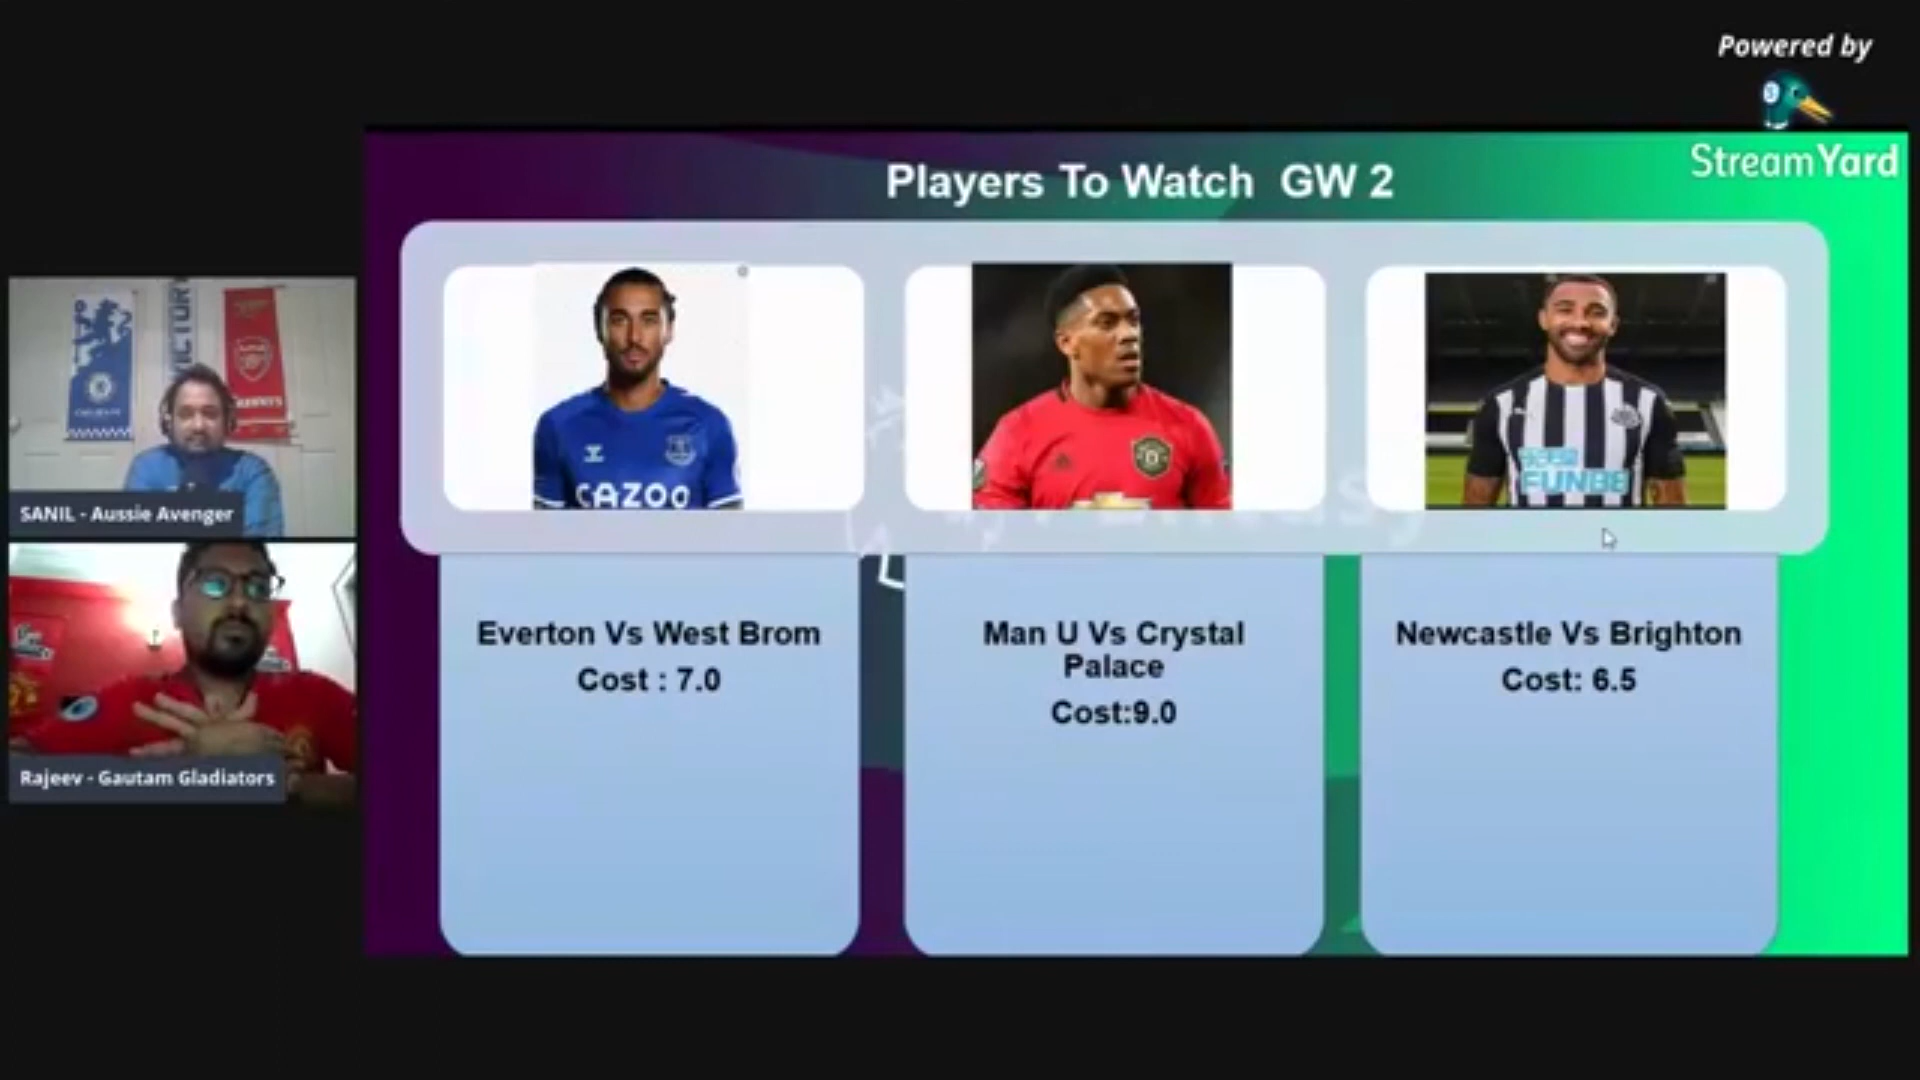 Powered by
StreamYard
Players To Watch GW 2
VICTORY
CAZOO
FUN88
SANIL - Aussie Avenger
Rajeev - Gautam Gladiators
Everton Vs West Brom
Cost : 7.0
Man U Vs Crystal
Palace
Cost:9.0
Newcastle Vs Brighton
Cost: 6.5